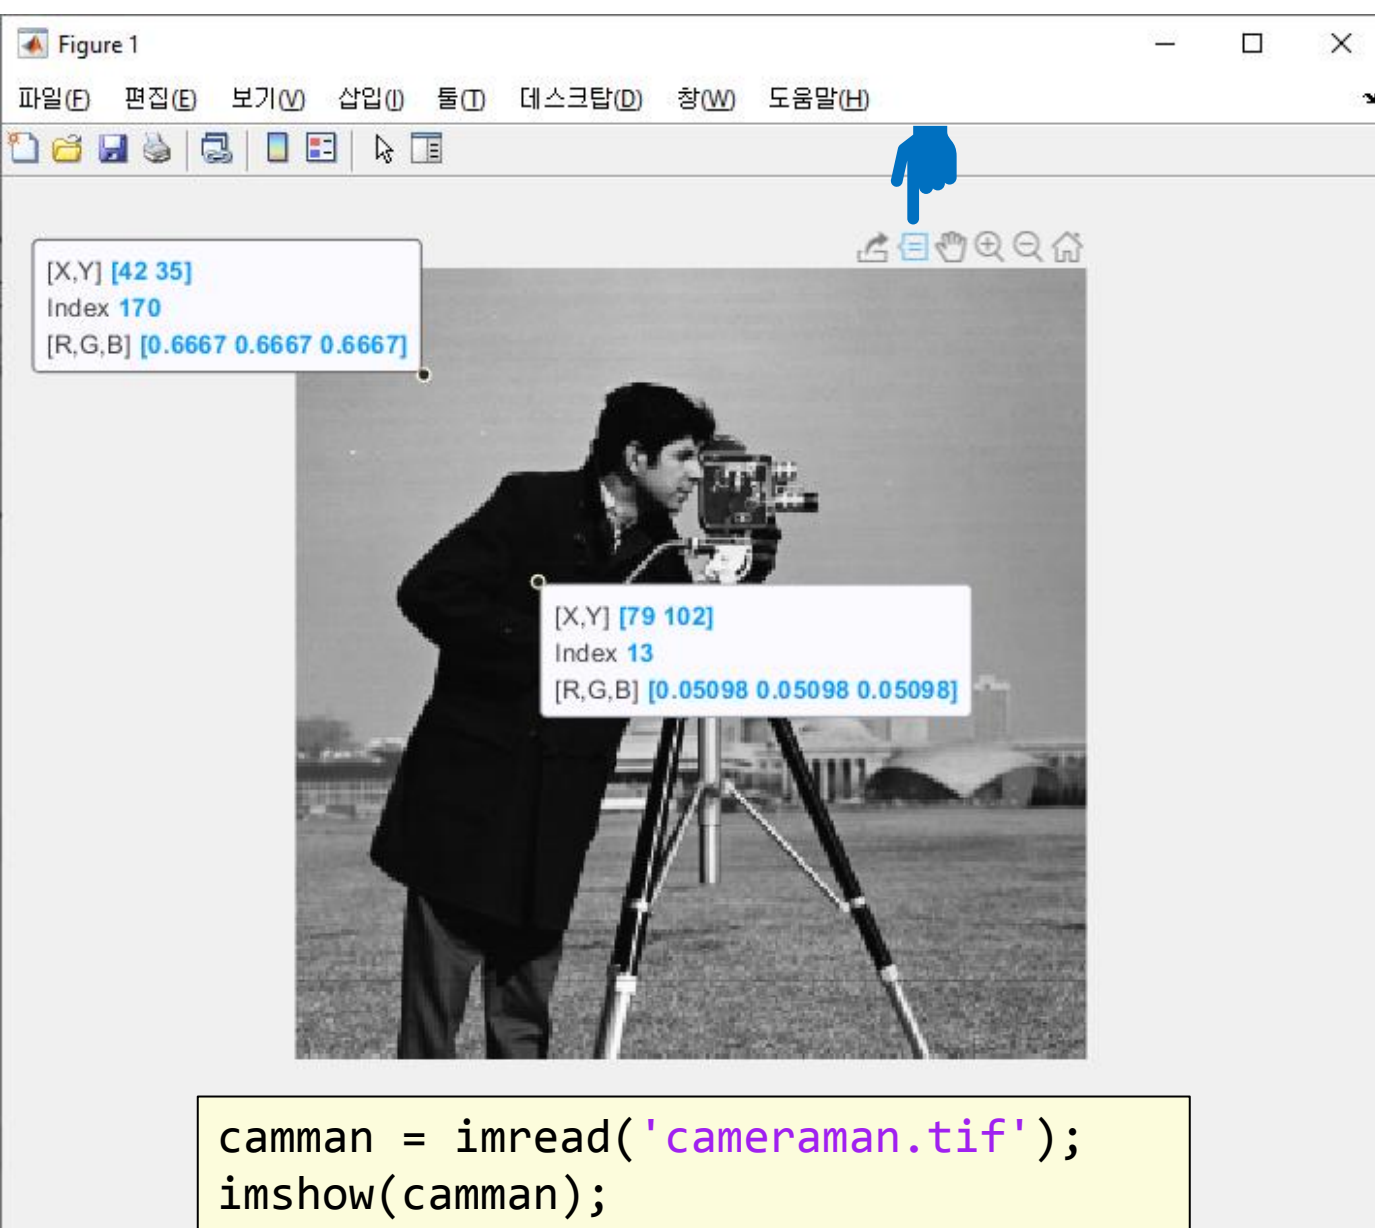 Figure 1
파일(F) 편집(E) 보기(V) 삽입(I) 툴(T) 데스크탑(D) 창(W) 도움말(H)
[X,Y] [42 35]
Index 170
[R,G,B] [0.6667 0.6667 0.6667]
[X,Y] [79 102]
Index 13
[R,G,B] [0.05098 0.05098 0.05098]
camman = imread('cameraman.tif');
imshow(camman);